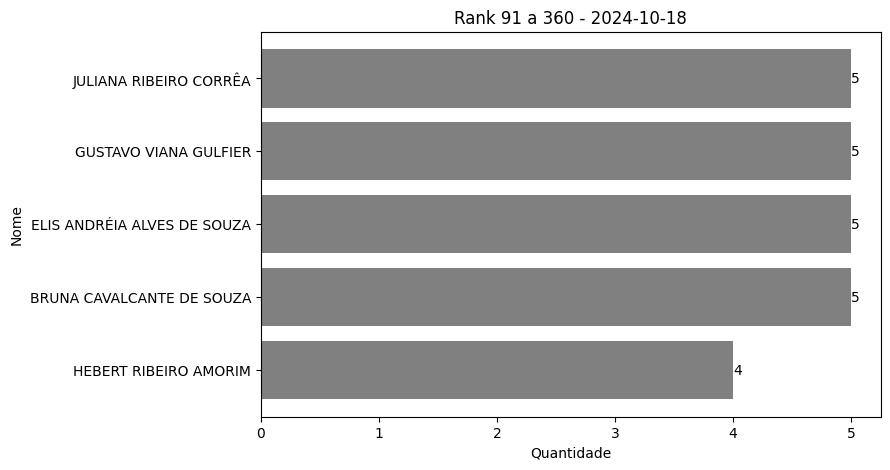 Rank 91 a 360 - 2024-10-18
JULIANA RIBEIRO CORRÊA
5
GUSTAVO VIANA GULFIER
5
ELIS ANDRÉIA ALVES DE SOUZA
5
BRUNA CAVALCANTE DE SOUZA
5
HEBERT RIBEIRO AMORIM
4
Nome
0 1 2 3 4 5
Quantidade